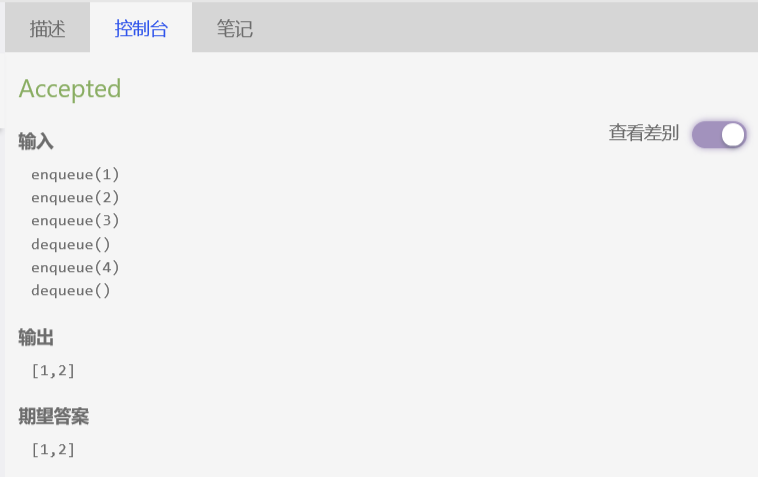 描述 控制台 笔记
Accepted
查看差别
输入
enqueue(1)
enqueue(2)
enqueue(3)
dequeue()
enqueue(4)
dequeue()
输出
[1,2]
期望答案
[1,2]